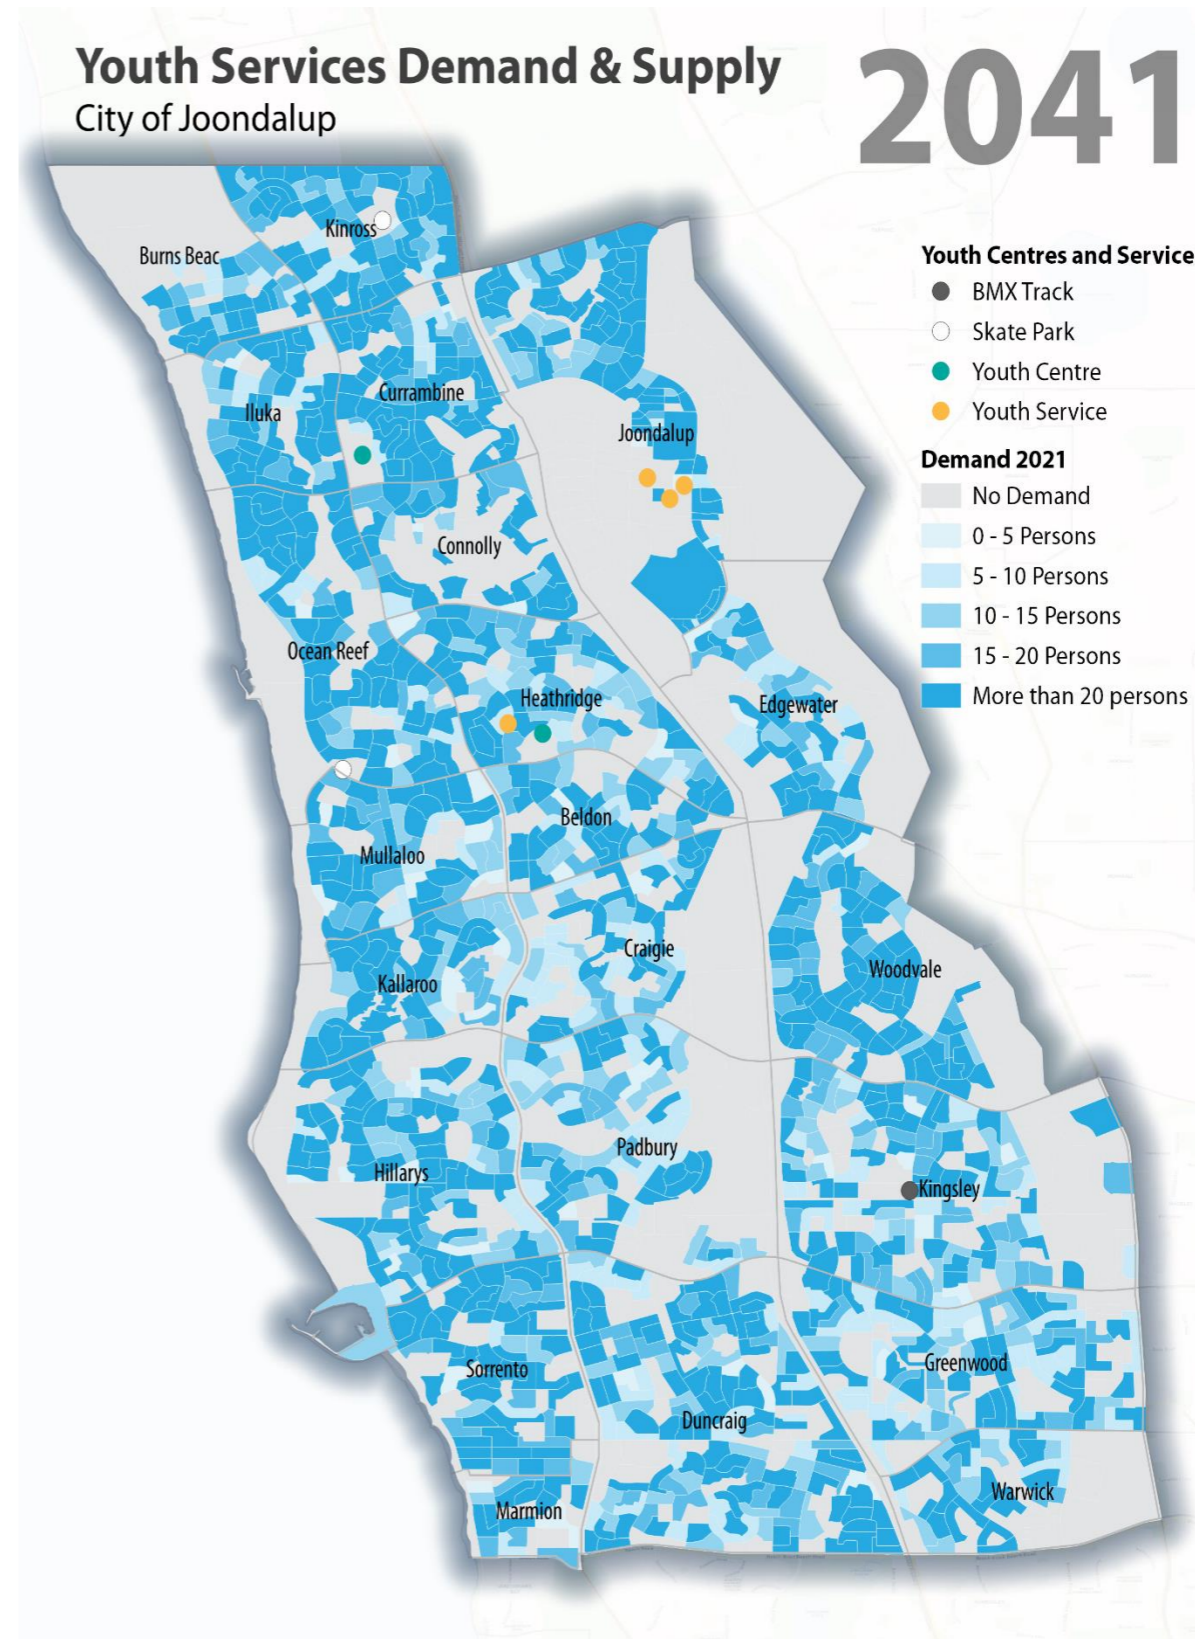 Youth Services Demand & Supply
City of Joondalup
2041
Youth Centres and Service
BMX Track
Skate Park
Youth Centre
Youth Service
Demand 2021
No Demand
0 - 5 Persons
5 - 10 Persons
10 - 15 Persons
15 - 20 Persons
More than 20 persons
Kinross
Burns Beac
Currambine
Iluka
Joondalup
Connolly
Ocean Reef
Heathridge
Edgewater
Beldon
Mullaloo
Craigie
Woodvale
Kallaroo
Padbury
Hillarys
Kingsley
Greenwood
Sorrento
Duncraig
Warwick
Marmion